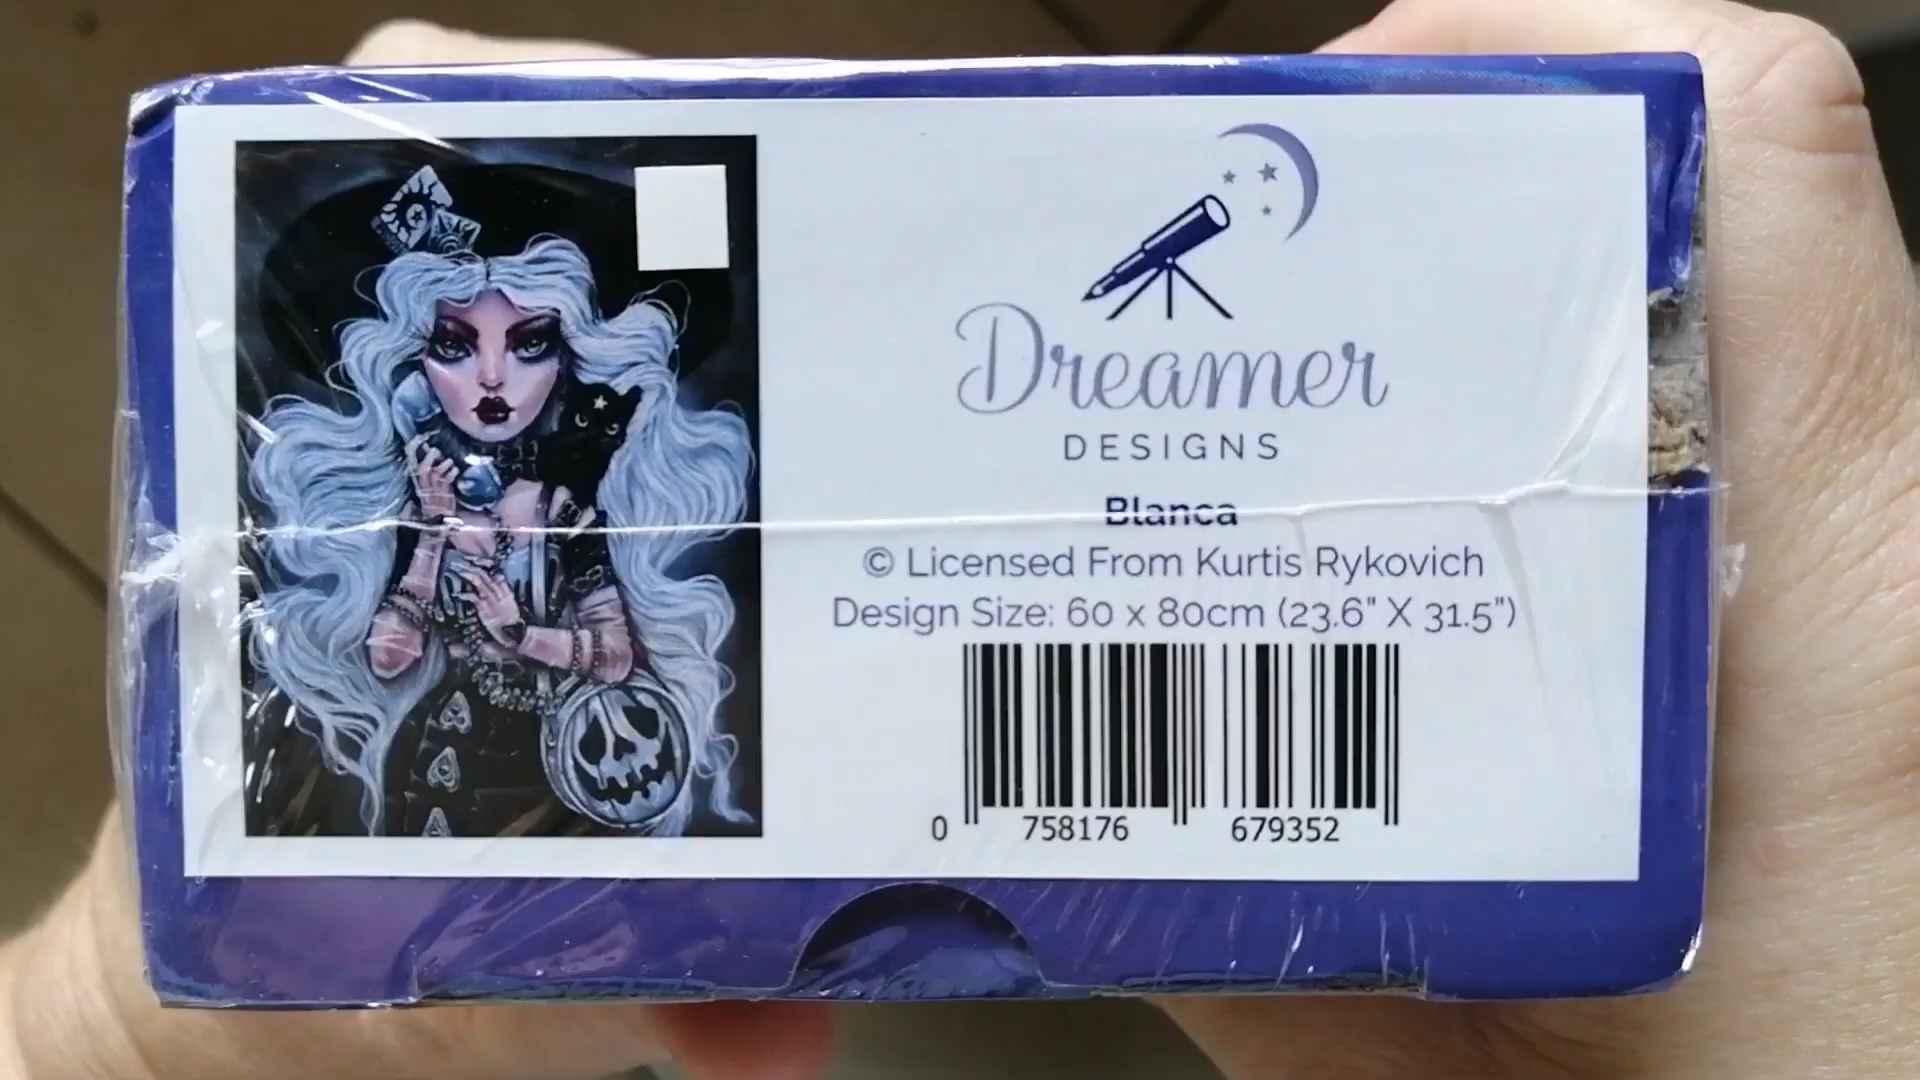 Dreamer
DESIGNS
Blanca
© Licensed From Kurtis Rykovich
Design Size: 60 x 80cm (23.6" X 31.5")
0 758176 679352